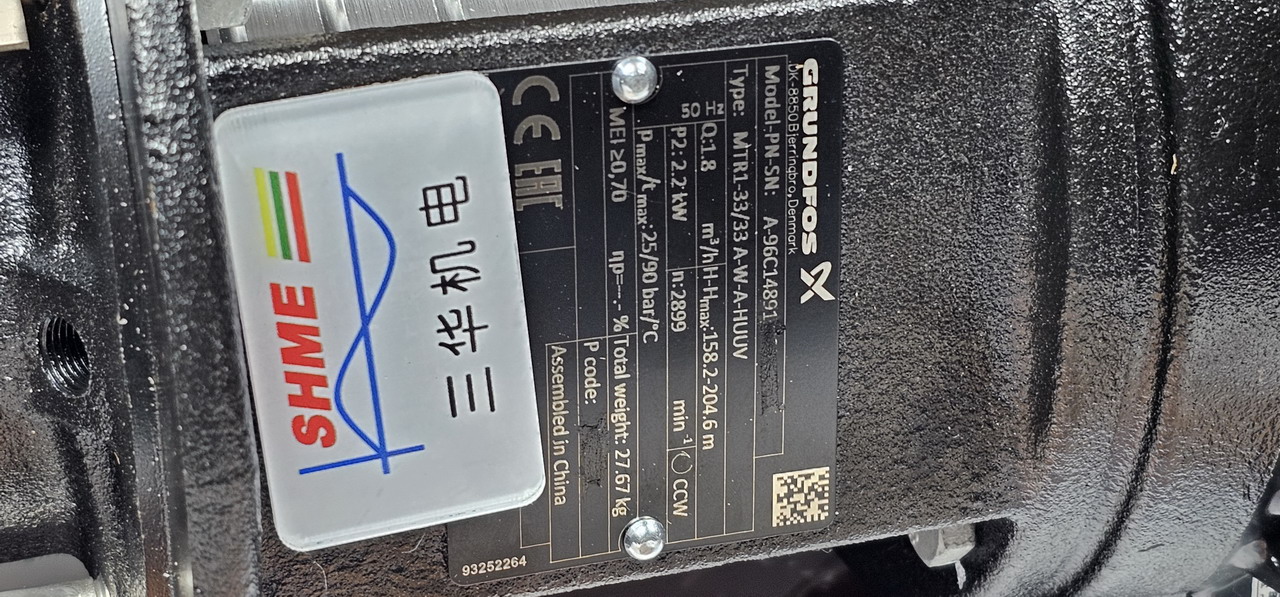 GRUNDFOS
DK-8850 Bjerringbro, Denmark
Model-PN-SN: A-96C14891
Type: MTR1-33/33 A-W-A-HUUV
50 Hz
Q:1.8 m³/h H-Hmax:158.2-204.6 m
P2: 2.2 kW n:2899 min⁻¹ CCW
pmax/tmax:25/90 bar/°C
MEI ≥0,70 ηp=-.- % Total weight: 27.67 kg
P code:
Assembled in China
CE EAC
93252264
三华机电
SHME